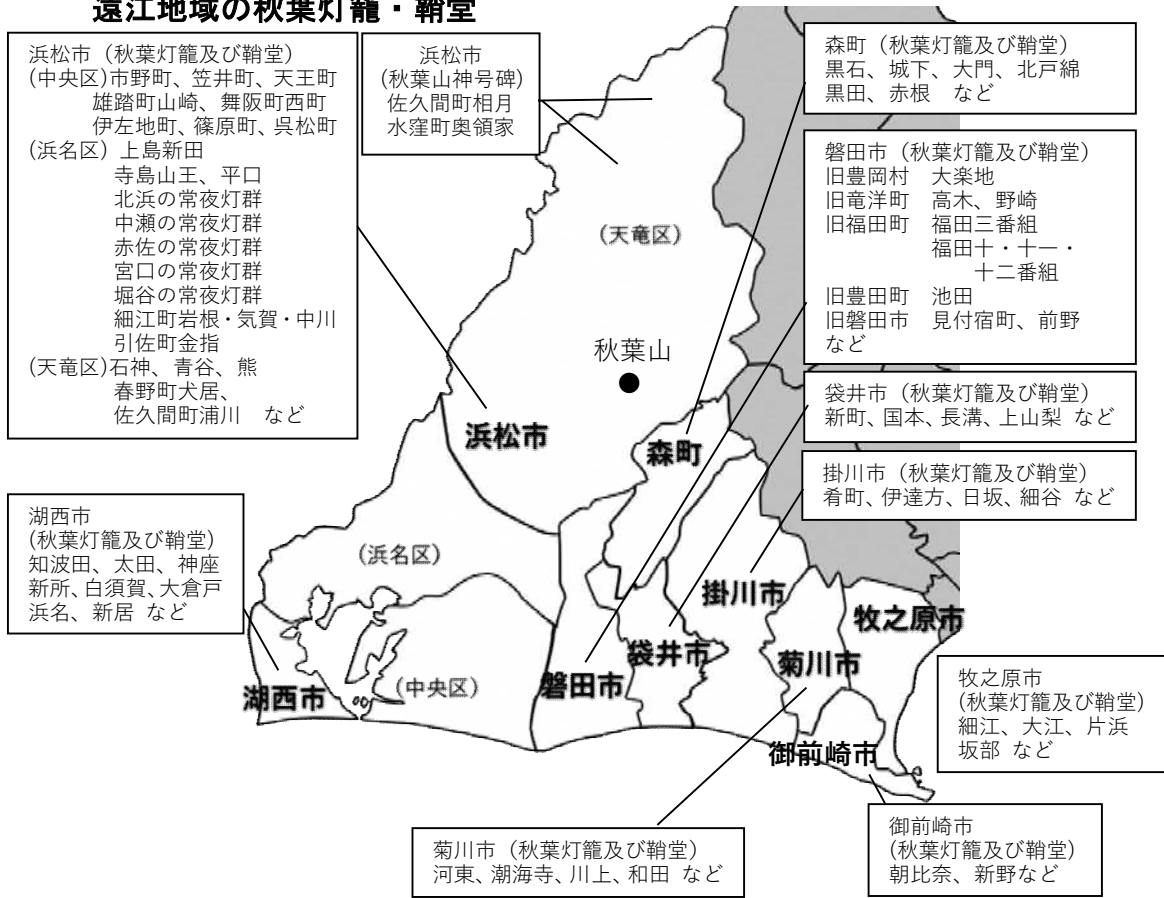 遠江地域の秋葉灯籠・鞘堂
浜松市（秋葉灯籠及び鞘堂）
(中央区)市野町、笠井町、天王町
雄踏町山崎、舞阪町西町
伊左地町、篠原町、呉松町
(浜名区) 上島新田
寺島山王、平口
北浜の常夜灯群
中瀬の常夜灯群
赤佐の常夜灯群
宮口の常夜灯群
堀谷の常夜灯群
細江町岩根・気賀・中川
引佐町金指
(天竜区)石神、青谷、熊
春野町犬居、
佐久間町浦川　など
浜松市
(秋葉山神号碑)
佐久間町相月
水窪町奥領家
森町（秋葉灯籠及び鞘堂）
黒石、城下、大門、北戸綿
黒田、赤根　など
磐田市（秋葉灯籠及び鞘堂）
旧豊岡村　大楽地
旧竜洋町　高木、野崎
旧福田町　福田三番組
福田十・十一・
十二番組
旧豊田町　池田
旧磐田市　見付宿町、前野
など
袋井市（秋葉灯籠及び鞘堂）
新町、国本、長溝、上山梨 など
掛川市（秋葉灯籠及び鞘堂）
肴町、伊達方、日坂、細谷 など
湖西市
(秋葉灯籠及び鞘堂)
知波田、太田、神座
新所、白須賀、大倉戸
浜名、新居 など
(天竜区)
秋葉山
浜松市
森町
(浜名区)
掛川市
牧之原市
袋井市
菊川市
磐田市
(中央区)
湖西市
御前崎市
牧之原市
(秋葉灯籠及び鞘堂)
細江、大江、片浜
坂部 など
菊川市（秋葉灯籠及び鞘堂）
河東、潮海寺、川上、和田 など
御前崎市
(秋葉灯籠及び鞘堂)
朝比奈、新野など